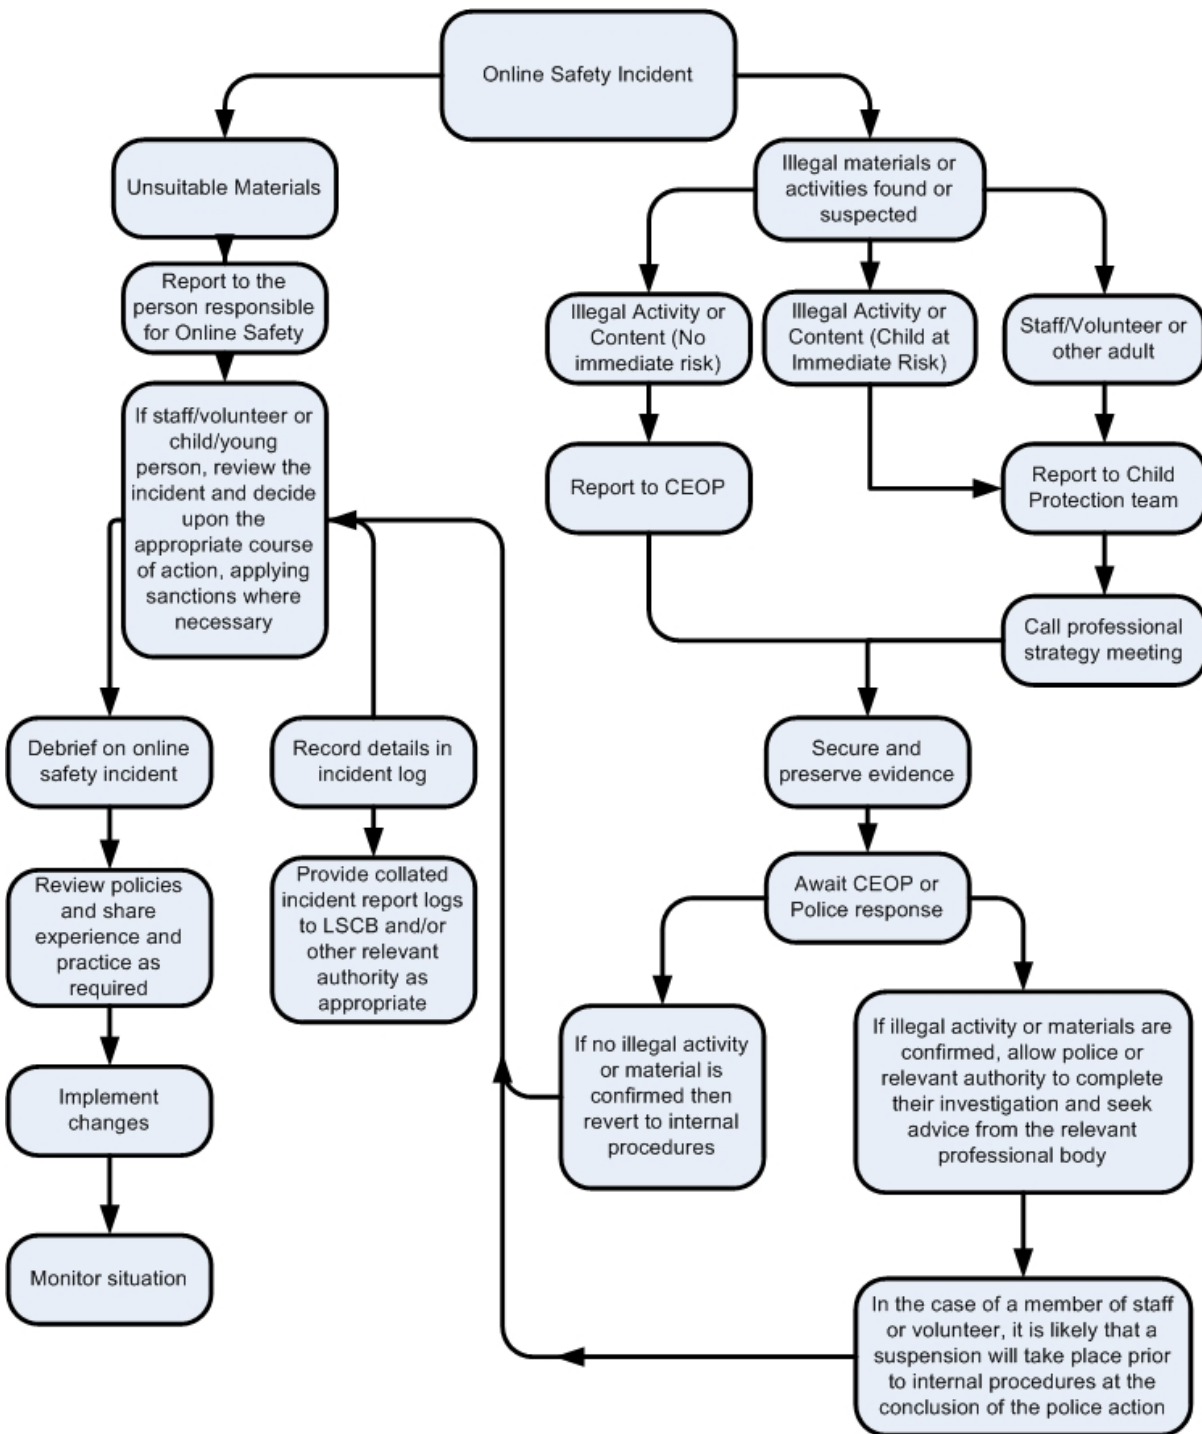 Online Safety Incident
Unsuitable Materials
Report to the
person responsible
for Online Safety
If staff/volunteer or
child/young
person, review the
incident and decide
upon the
appropriate course
of action, applying
sanctions where
necessary
Debrief on online
safety incident
Review policies
and share
experience and
practice as
required
Implement
changes
Monitor situation
Record details in
incident log
Provide collated
incident report logs
to LSCB and/or
other relevant
authority as
appropriate
Illegal materials or
activities found or
suspected
Illegal Activity or
Content (No
immediate risk)
Illegal Activity or
Content (Child at
Immediate Risk)
Staff/Volunteer or
other adult
Report to CEOP
Report to Child
Protection team
Call professional
strategy meeting
Secure and
preserve evidence
Await CEOP or
Police response
If no illegal activity
or material is
confirmed then
revert to internal
procedures
If illegal activity or materials are
confirmed, allow police or
relevant authority to complete
their investigation and seek
advice from the relevant
professional body
In the case of a member of staff
or volunteer, it is likely that a
suspension will take place prior
to internal procedures at the
conclusion of the police action